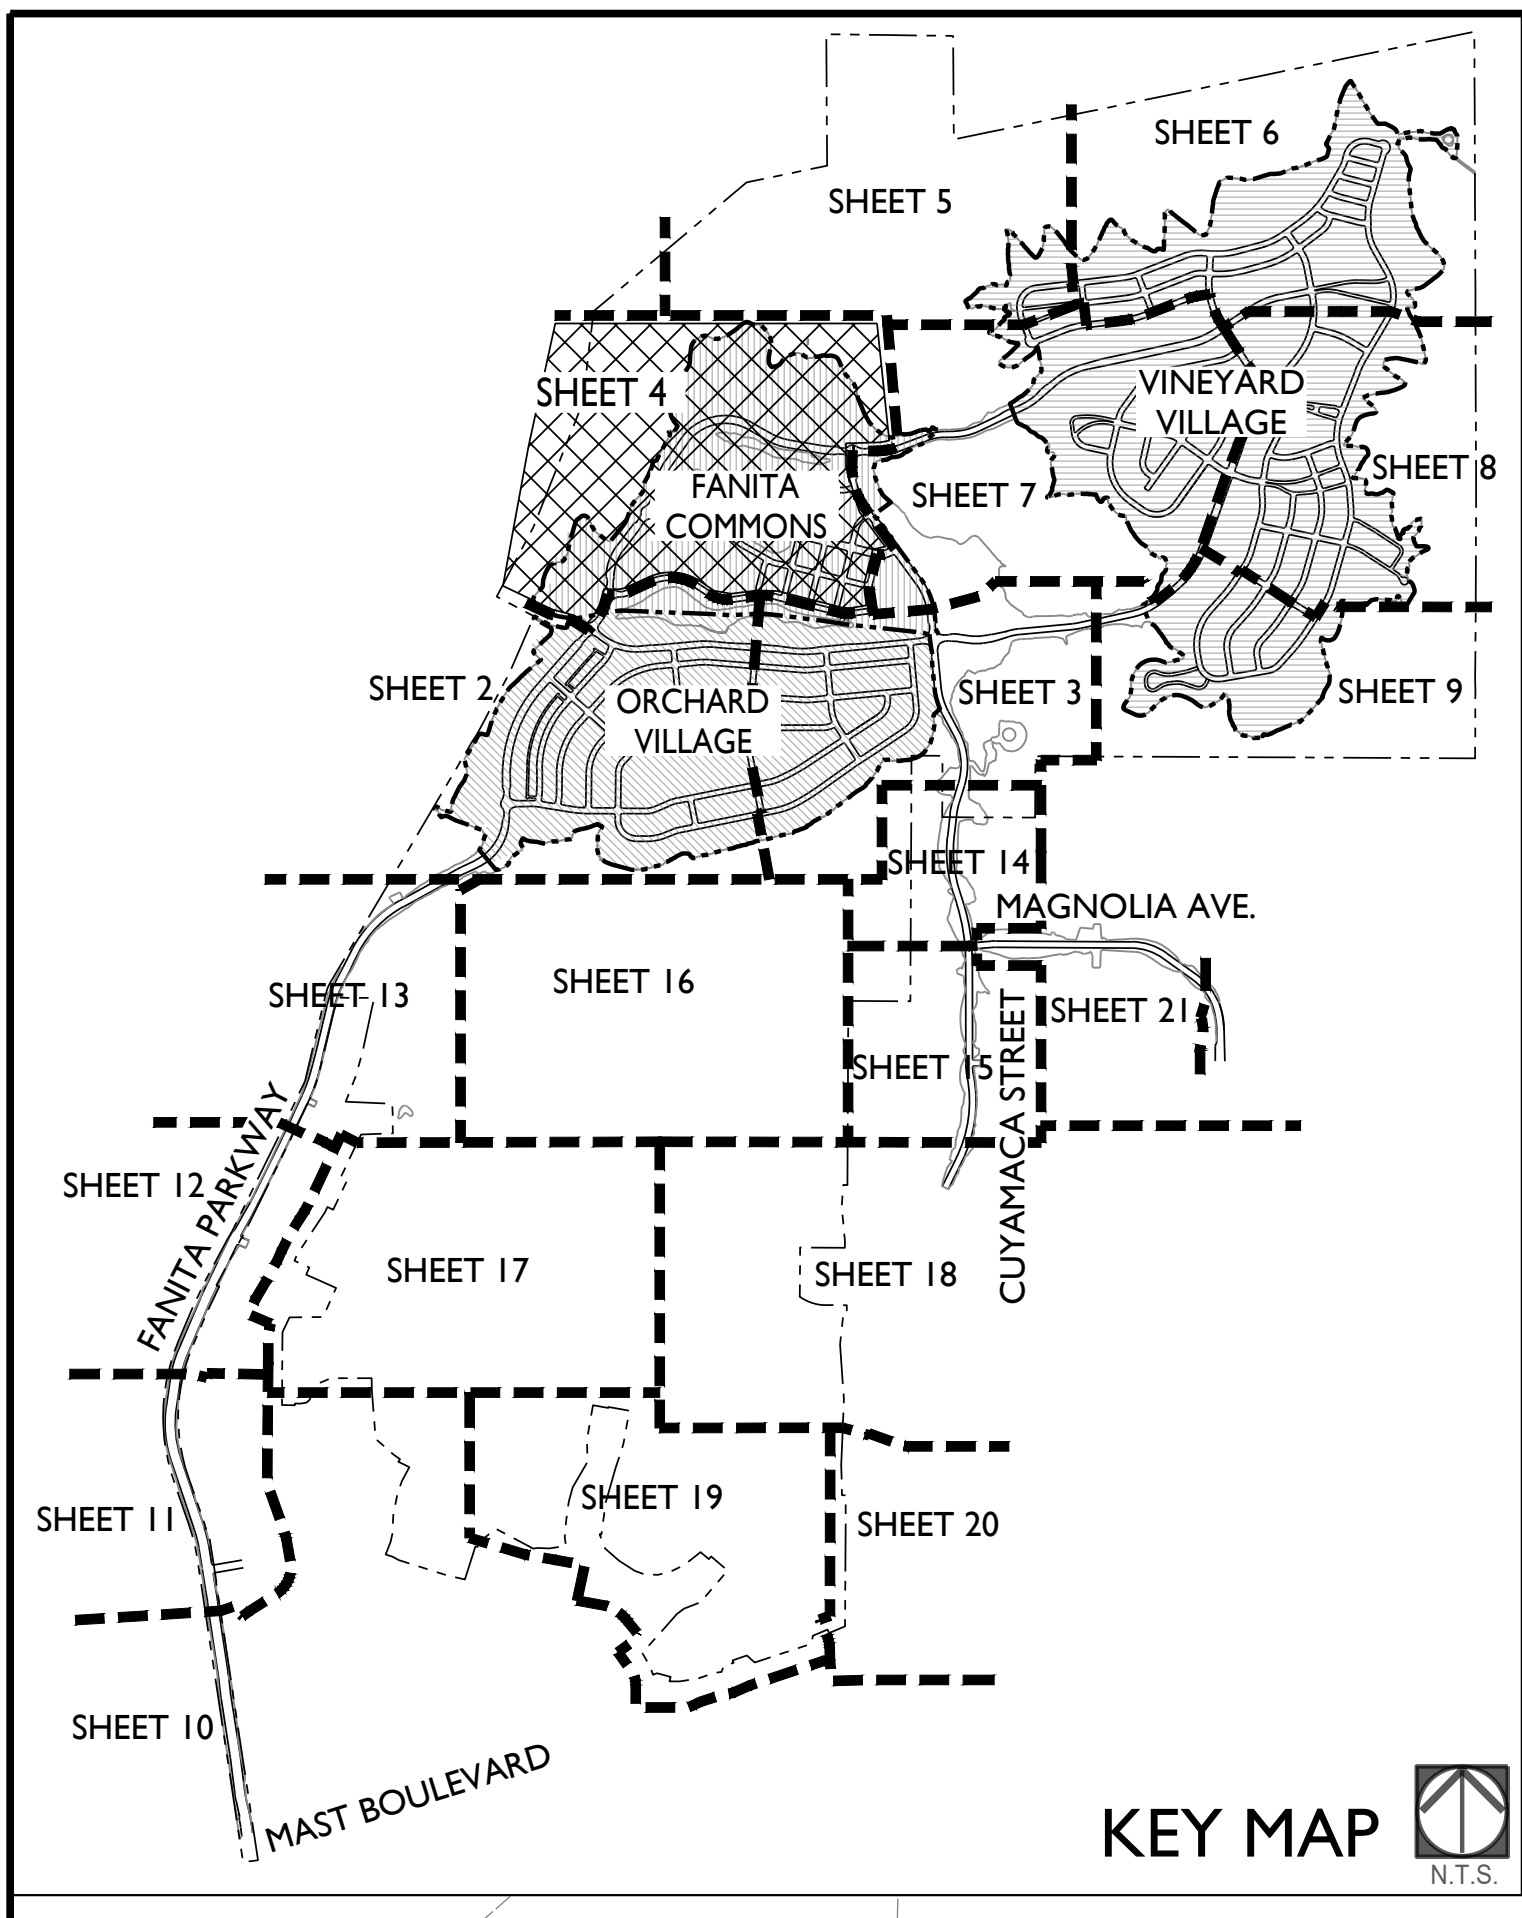 SHEET 6
SHEET 5
SHEET 4
VINEYARD
VILLAGE
SHEET 8
FANITA
COMMONS
SHEET 7
SHEET 2
ORCHARD
VILLAGE
SHEET 3
SHEET 9
SHEET 14
MAGNOLIA AVE.
SHEET 13
SHEET 16
SHEET 21
SHEET 15
CUYAMACA STREET
SHEET 12
FANITA PARKWAY
SHEET 17
SHEET 18
SHEET 11
SHEET 19
SHEET 20
SHEET 10
MAST BOULEVARD
KEY MAP
N.T.S.